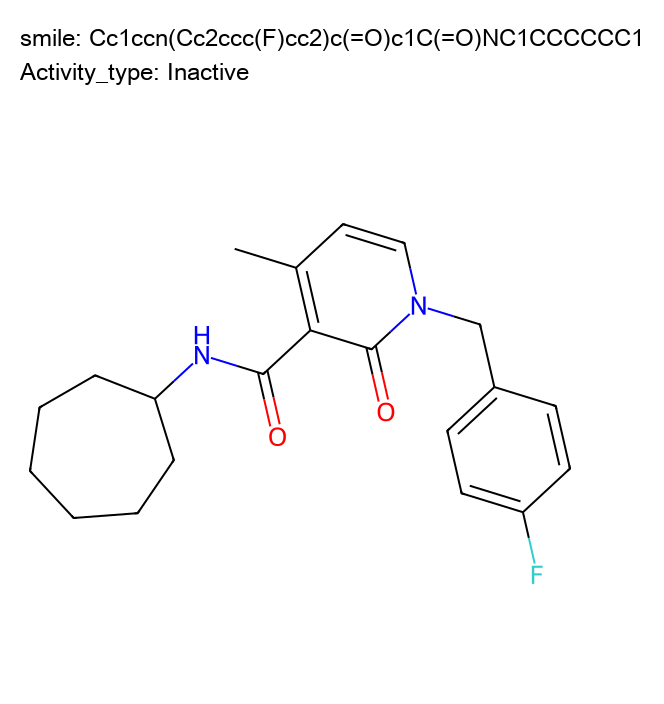 smile: Cc1ccn(Cc2ccc(F)cc2)c(=O)c1C(=O)NC1CCCCCC1
Activity_type: Inactive
H
N
N
O
O
F